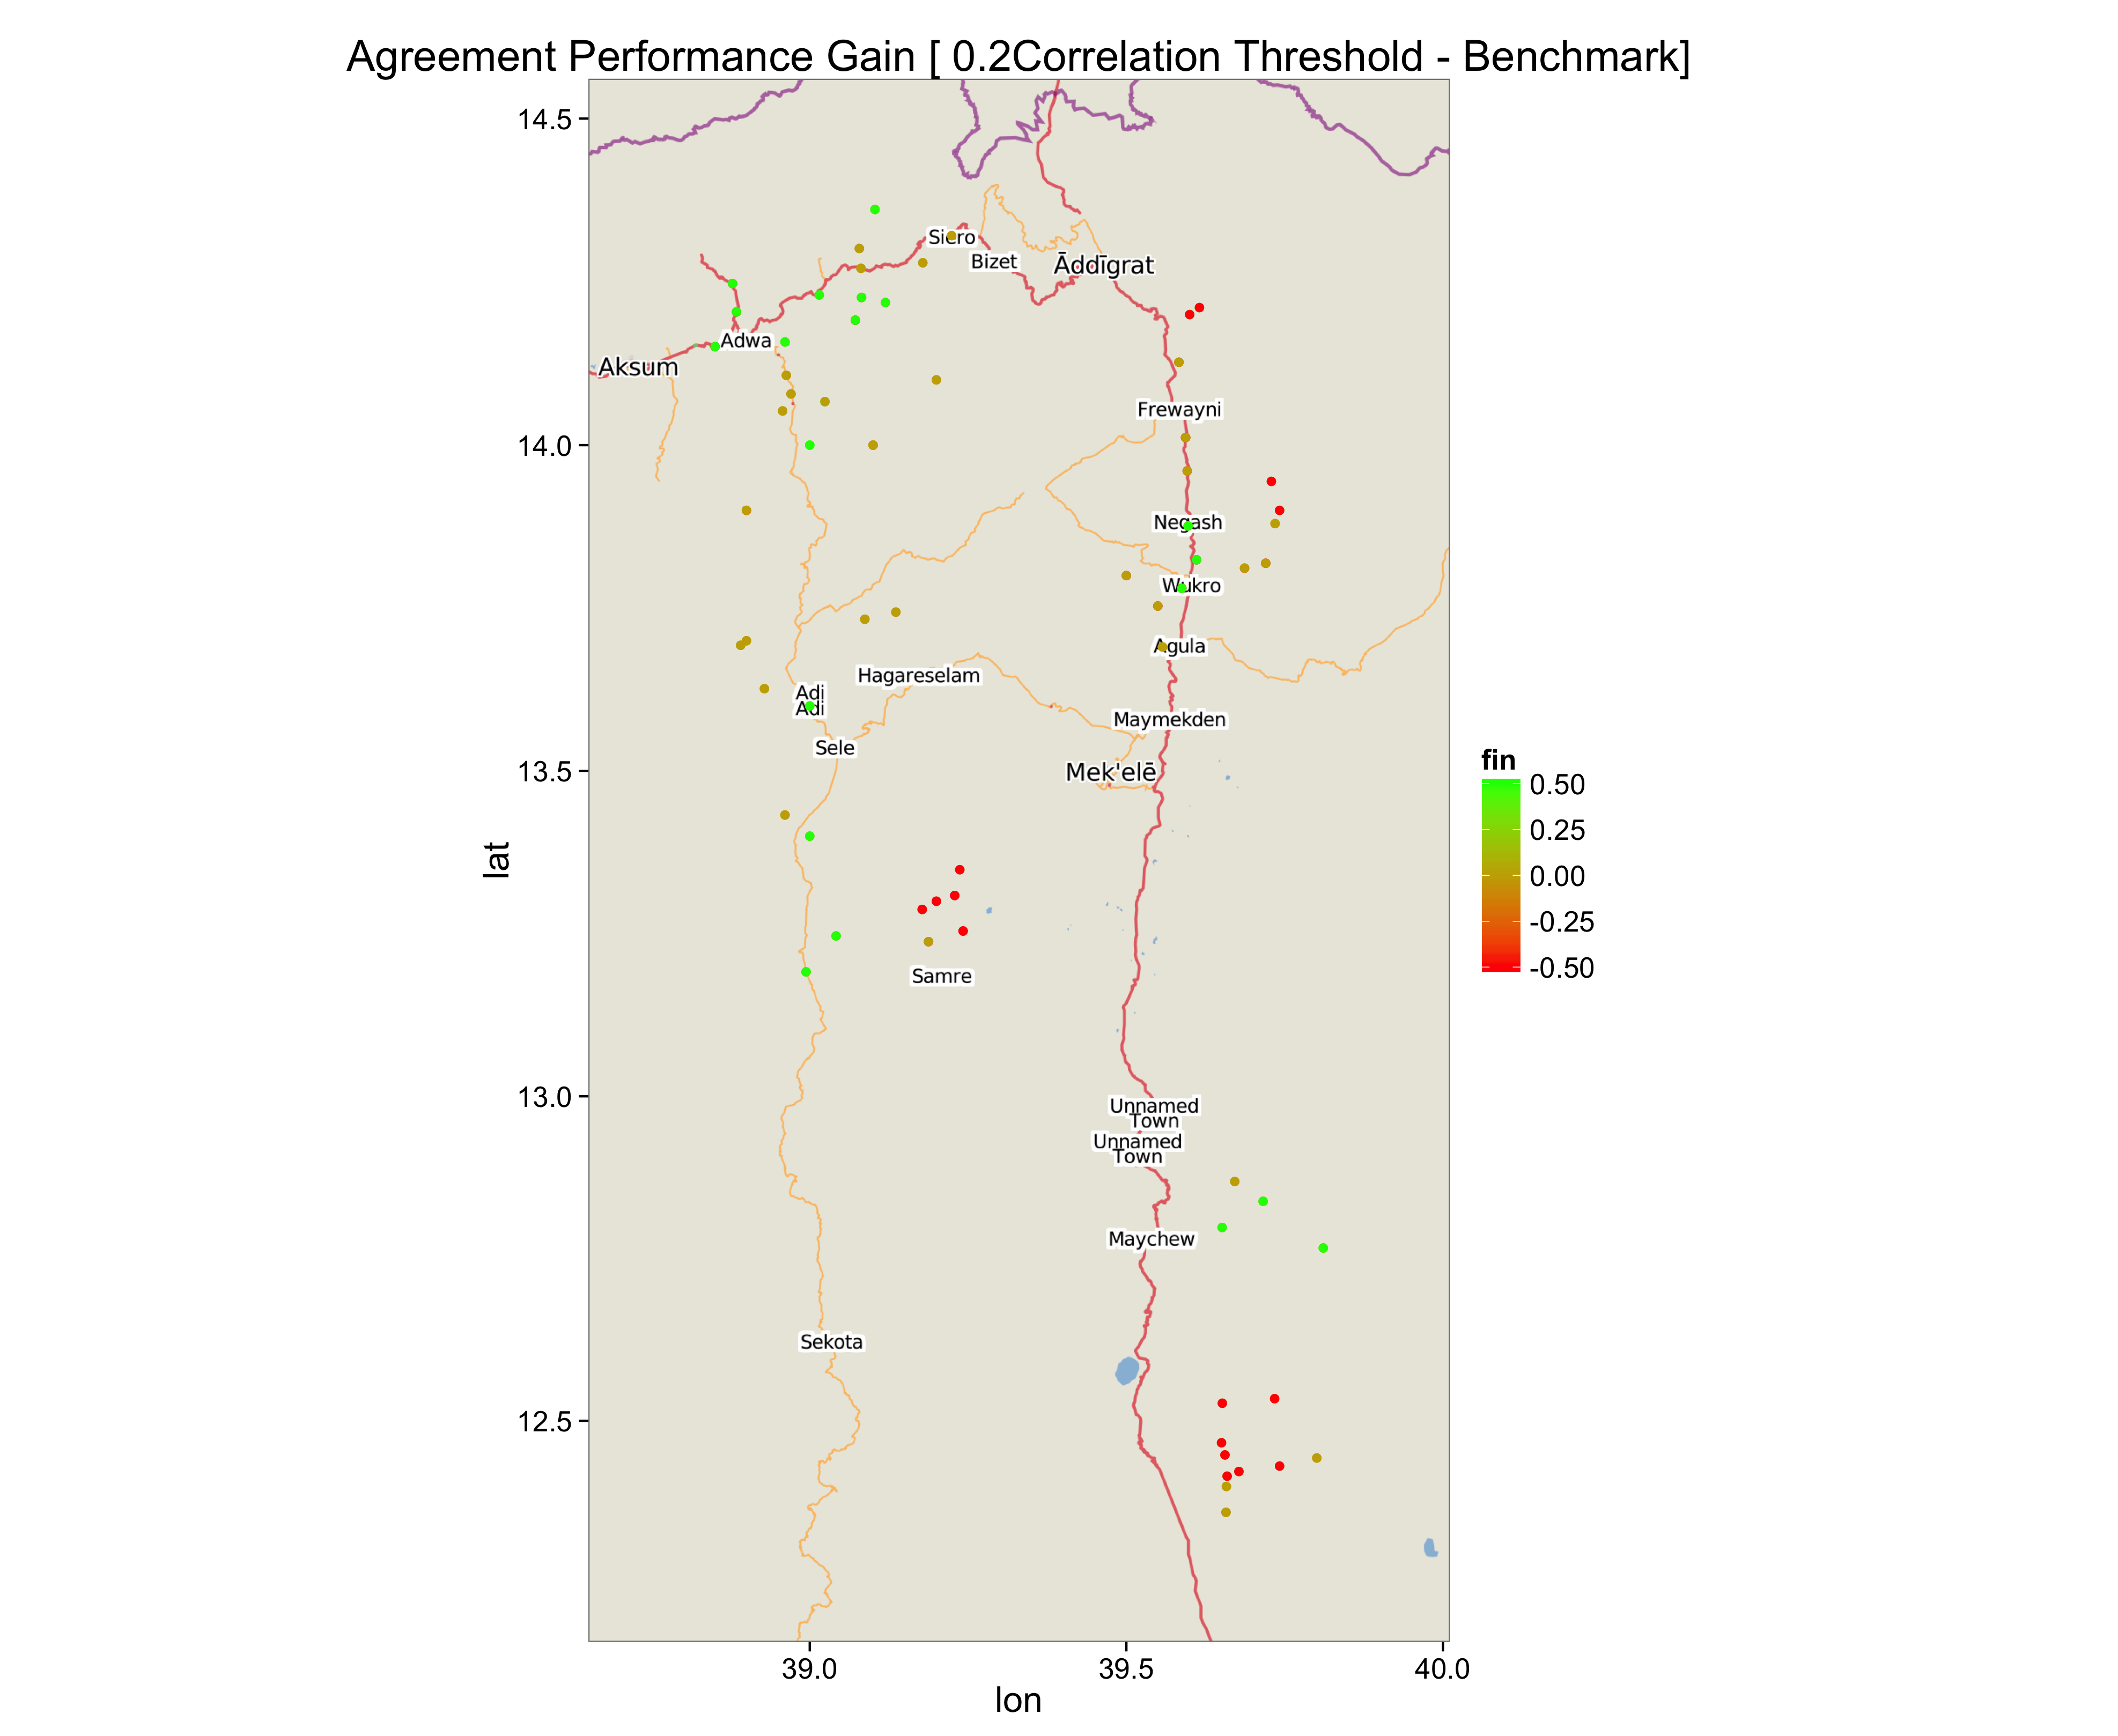 Agreement Performance Gain [ 0.2Correlation Threshold - Benchmark]
14.5
14.0
13.5
13.0
12.5
lat
Siero
Bizet
Āddīgrat
Adwa
Aksum
Frewayni
Negash
Wukro
Agula
Hagareselam
Adi
Adi
Maymekden
Sele
Mek'elē
Samre
Unnamed
Town
Unnamed
Town
Maychew
Sekota
39.0
39.5
40.0
lon
fin
0.50
0.25
0.00
-0.25
-0.50